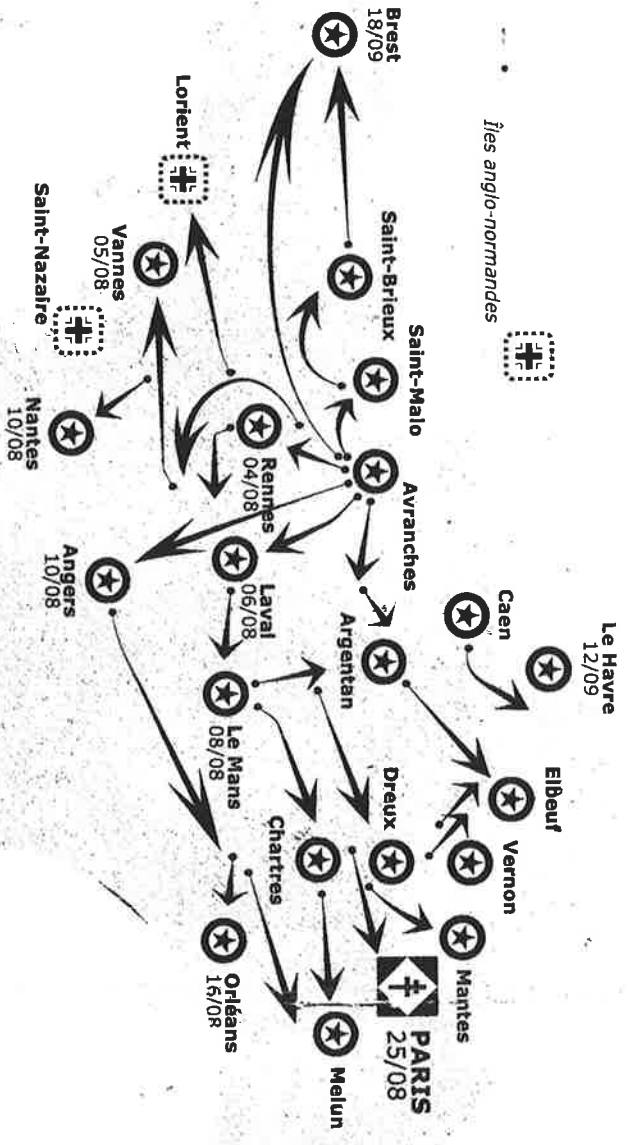 Le Havre
12/09
Îles anglo-normandes
Caen
Elbeuf
Vernon
Mantes
PARIS
25/08
Brest
18/09
Saint-Brieux
Saint-Malo
Avranches
Argentan
Dreux
Melun
Lorient
Rennes
04/08
Laval
06/08
Le Mans
08/08
Chartres
Orléans
16/08
Vannes
05/08
Saint-Nazaire
Nantes
10/08
Angers
10/08